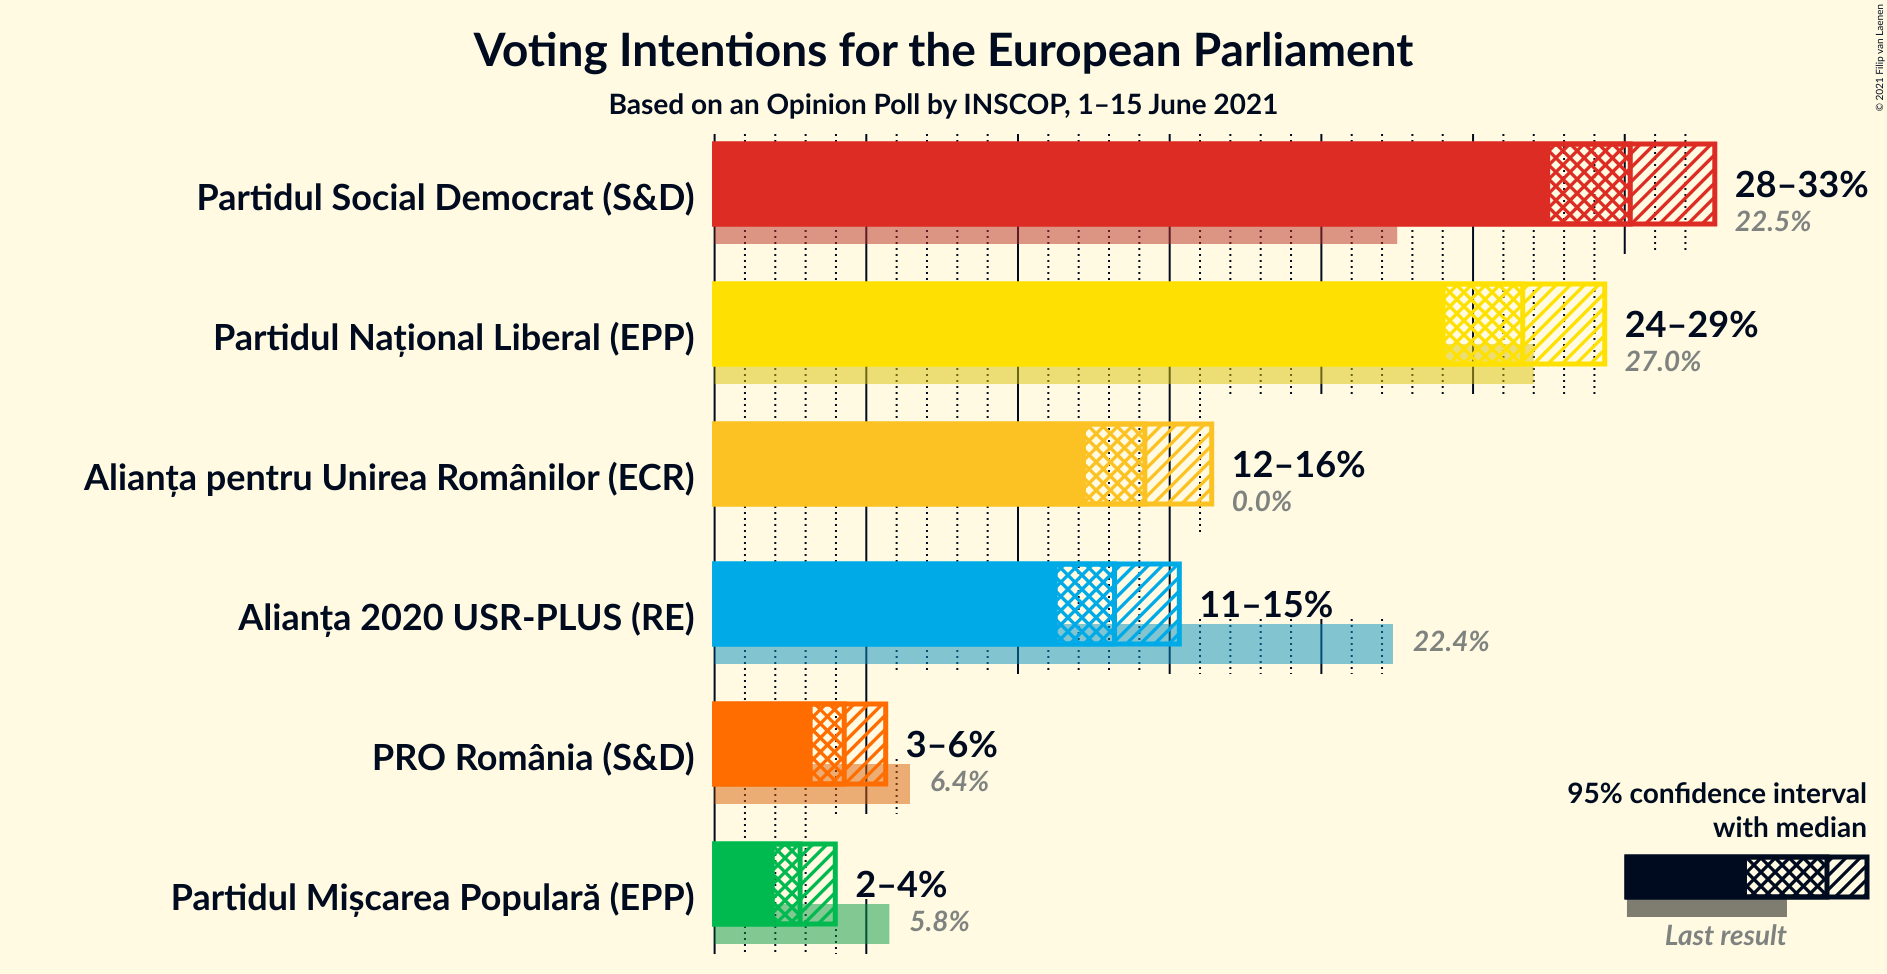 Voting Intentions for the European Parliament
Based on an Opinion Poll by INSCOP, 1–15 June 2021
© 2021 Filip van Laenen
Partidul Social Democrat (S&D)
28–33%
22.5%
Partidul Național Liberal (EPP)
24–29%
27.0%
Alianța pentru Unirea Românilor (ECR)
12–16%
0.0%
Alianța 2020 USR-PLUS (RE)
11–15%
22.4%
PRO România (S&D)
3–6%
6.4%
Partidul Mișcarea Populară (EPP)
2–4%
5.8%
95% confidence interval
with median
Last result